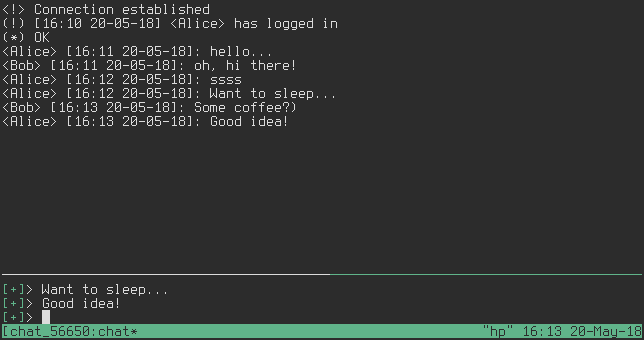 <!> Connection established
(!) [16:10 20-05-18] <Alice> has logged in
(*) OK
<Alice> [16:11 20-05-18]: hello...
<Bob> [16:11 20-05-18]: oh, hi there!
<Alice> [16:12 20-05-18]: ssss
<Alice> [16:12 20-05-18]: Want to sleep...
<Bob> [16:13 20-05-18]: Some coffee?)
<Alice> [16:13 20-05-18]: Good idea!
[+]> Want to sleep...
[+]> Good idea!
[+]>
[chat_56650:chat* "hp" 16:13 20-May-18